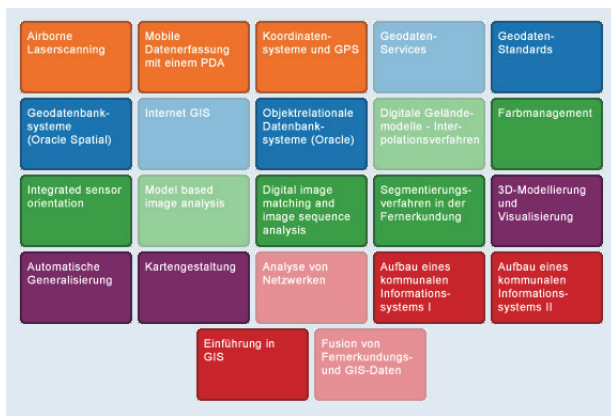 Airborne
Laserscanning
Mobile
Datenerfassung
mit einem PDA
Koordinaten-
systeme und GPS
Geodaten-
Services
Geodaten-
Standards
Geodatenbank-
systeme
(Oracle Spatial)
Internet GIS
Objektrelationale
Datenbank-
systeme (Oracle)
Digitale Gelände-
modelle - Inter-
polationsverfahren
Farbmanagement
Integrated sensor
orientation
Model based
image analysis
Digital image
matching and
image sequence
analysis
Segmentierungs-
verfahren in der
Fernerkundung
3D-Modellierung
und
Visualisierung
Automatische
Generalisierung
Kartengestaltung
Analyse von
Netzwerken
Aufbau eines
kommunalen
Informations-
systems I
Aufbau eines
kommunalen
Informations-
systems II
Einführung in
GIS
Fusion von
Fernerkundungs-
und GIS-Daten